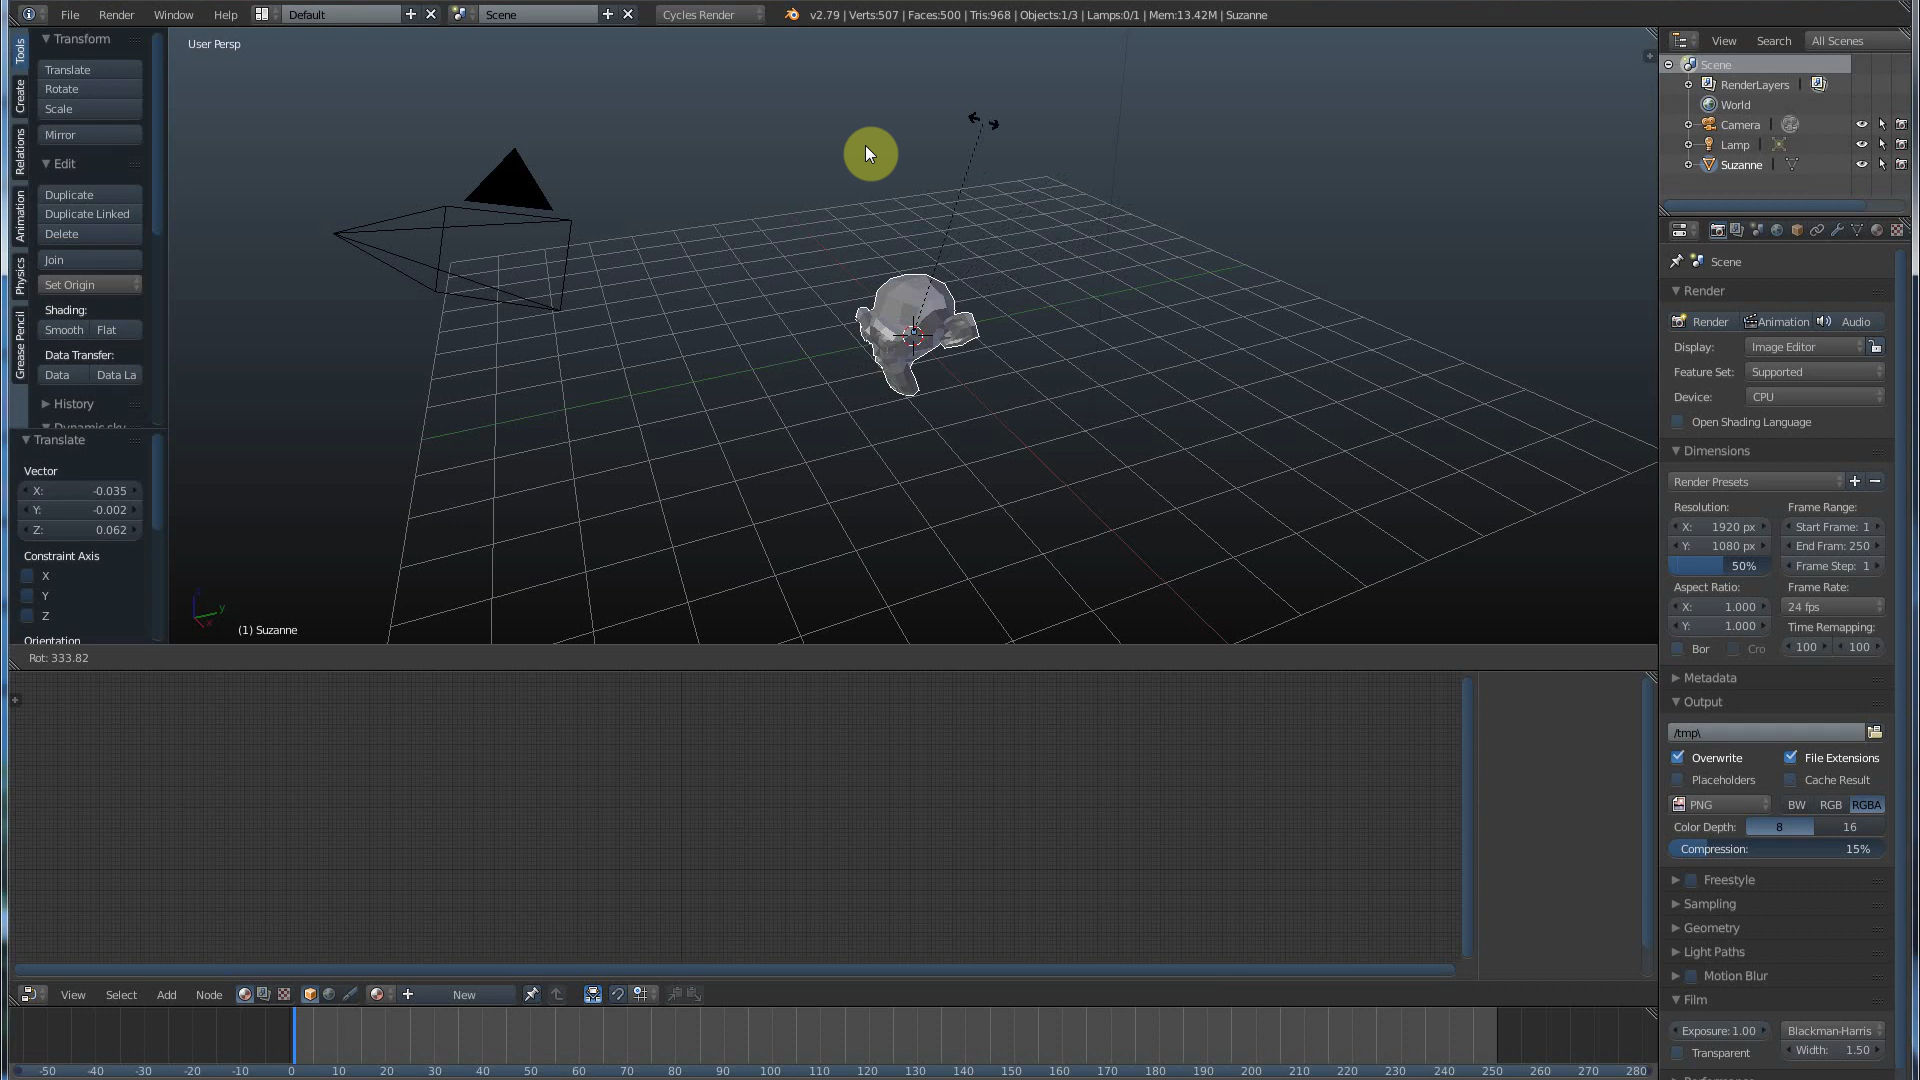 File Render Window Help Default Scene Cycles Render v2.79 | Verts:507 | Faces:500 | Tris:968 | Objects:1/3 | Lamps:0/1 | Mem:13.42M | Suzanne
Tools
Create
Relations
Animation
Physics
Grease Pencil
Transform
Translate
Rotate
Scale
Mirror
Edit
Duplicate
Duplicate Linked
Delete
Join
Set Origin
Shading:
Smooth Flat
Data Transfer:
Data Data La
History
Dynamic sky
Translate
Vector
X: -0.035
Y: -0.002
Z: 0.062
Constraint Axis
X
Y
Z
Orientation
User Persp
(1) Suzanne
Rot: 333.82
View Search All Scenes
Scene
RenderLayers
World
Camera
Lamp
Suzanne
Scene
Render
Render Animation Audio
Display: Image Editor
Feature Set: Supported
Device: CPU
Open Shading Language
Dimensions
Render Presets
Resolution: Frame Range:
X: 1920 px Start Frame: 1
Y: 1080 px End Fram: 250
50% Frame Step: 1
Aspect Ratio: Frame Rate:
X: 1.000 24 fps
Y: 1.000 Time Remapping:
Bor Cro 100 100
Metadata
Output
/tmp\
Overwrite File Extensions
Placeholders Cache Result
PNG BW RGB RGBA
Color Depth: 8 16
Compression: 15%
Freestyle
Sampling
Geometry
Light Paths
Motion Blur
Film
Exposure: 1.00 Blackman-Harris
Transparent Width: 1.50
View Select Add Node New
-50 -40 -30 -20 -10 0 10 20 30 40 50 60 70 80 90 100 110 120 130 140 150 160 170 180 190 200 210 220 230 240 250 260 270 280